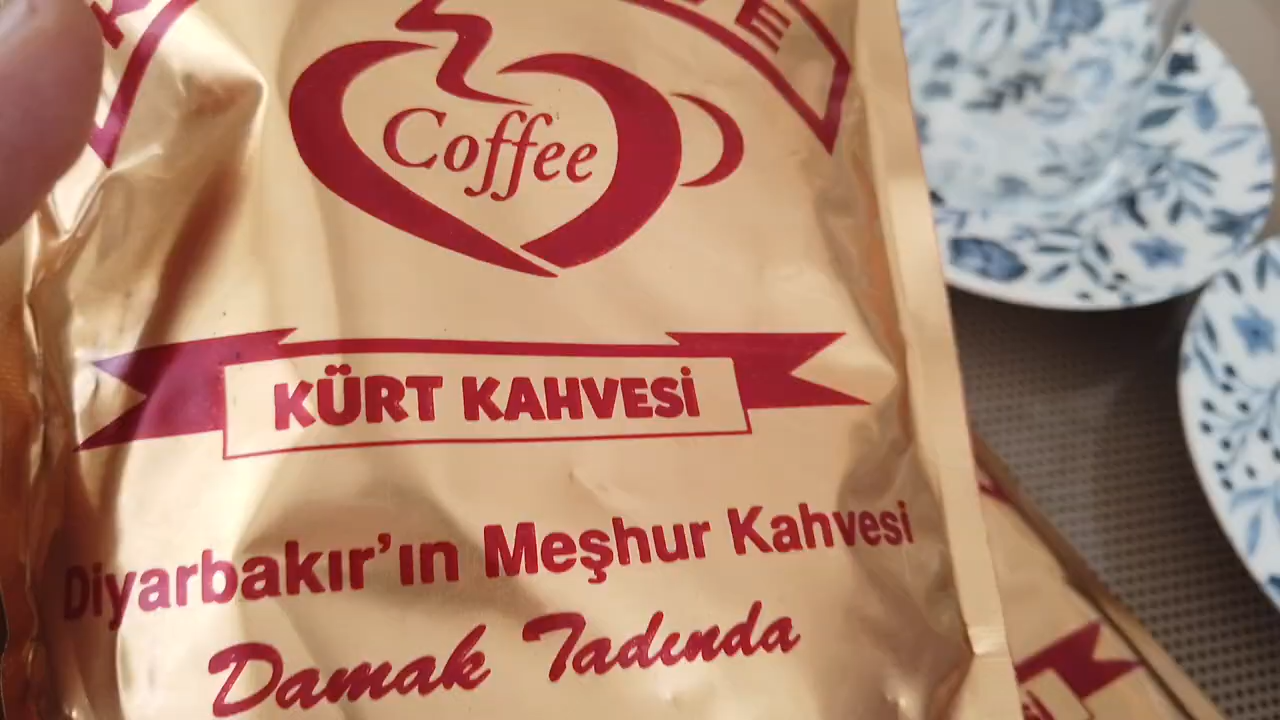 Coffee
KÜRT KAHVESİ
Diyarbakır'ın Meşhur Kahvesi
Damak Tadında